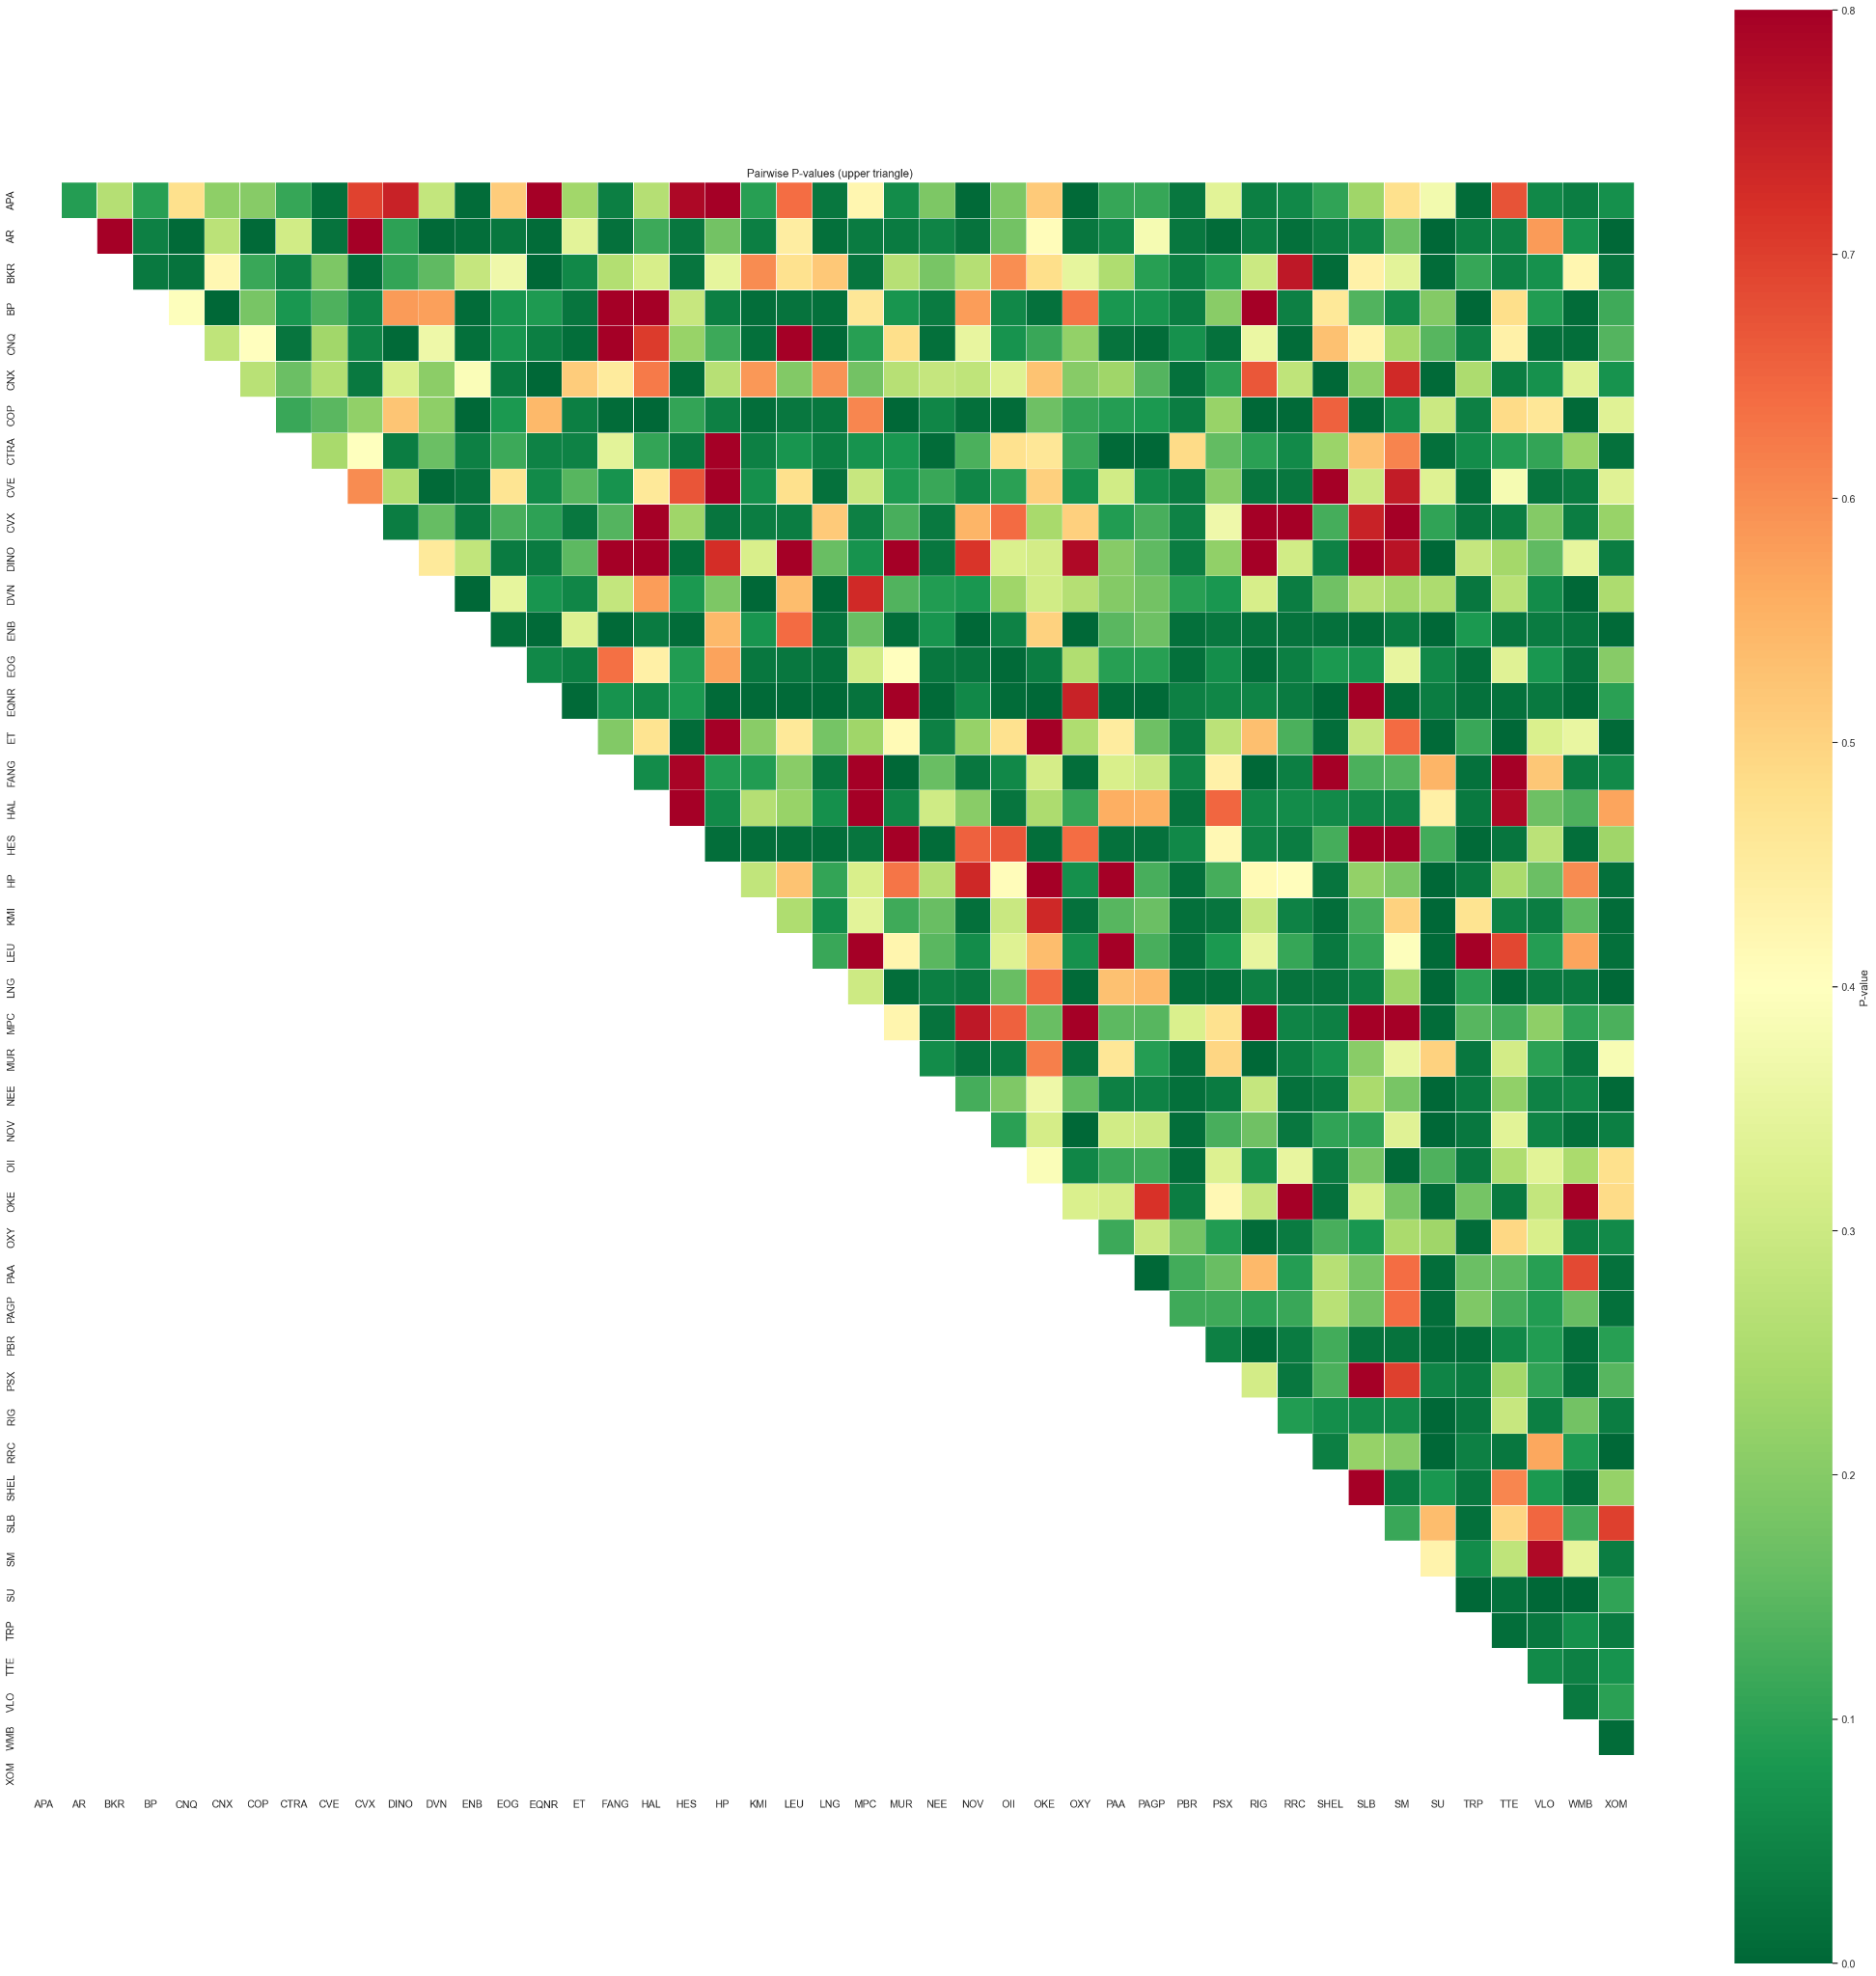 Pairwise P-values (upper triangle)
APA
AR
BKR
BP
CNQ
CNX
COP
CTRA
CVE
CVX
DINO
DVN
ENB
EOG
EQNR
ET
FANG
HAL
HES
HP
KMI
LEU
LNG
MPC
MUR
NEE
NOV
OII
OKE
OXY
PAA
PAGP
PBR
PSX
RIG
RRC
SHEL
SLB
SM
SU
TRP
TTE
VLO
WMB
XOM
APA AR BKR BP CNQ CNX COP CTRA CVE CVX DINO DVN ENB EOG EQNR ET FANG HAL HES HP KMI LEU LNG MPC MUR NEE NOV OII OKE OXY PAA PAGP PBR PSX RIG RRC SHEL SLB SM SU TRP TTE VLO WMB XOM
0.8
0.7
0.6
0.5
0.4
0.3
0.2
0.1
0.0
P-value